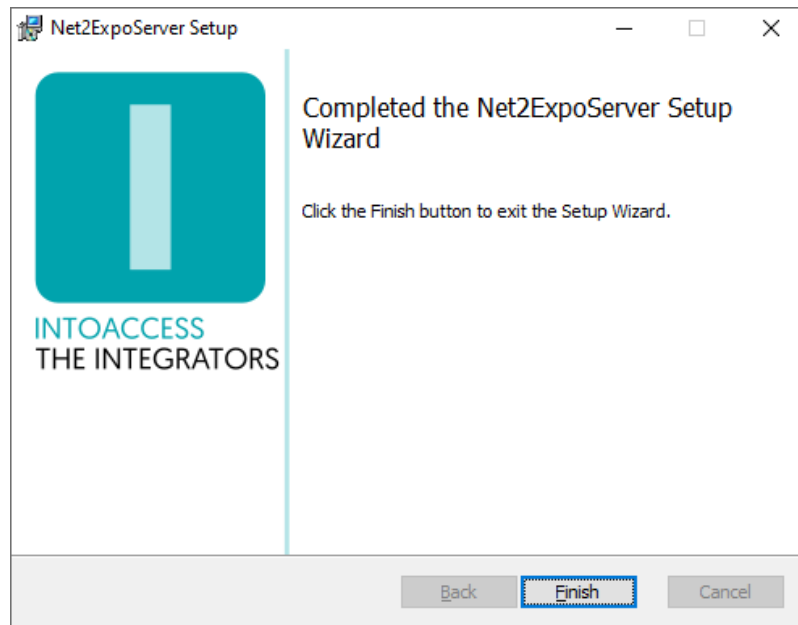 Net2ExpoServer Setup
Completed the Net2ExpoServer Setup
Wizard
Click the Finish button to exit the Setup Wizard.
INTOACCESS
THE INTEGRATORS
Back
Finish
Cancel